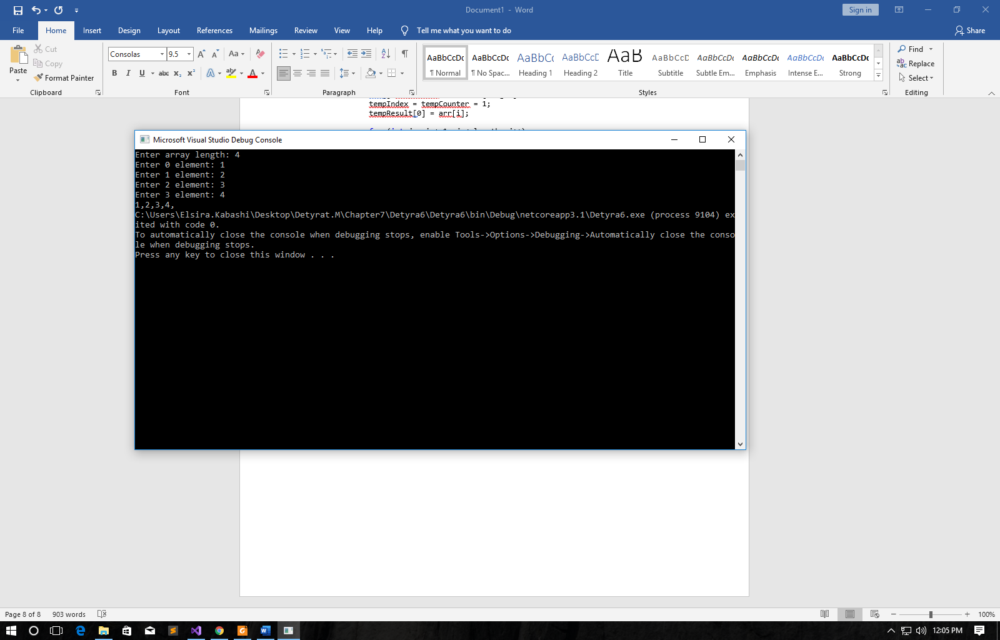 Document1 - Word
Sign in
File Home Insert Design Layout References Mailings Review View Help Tell me what you want to do Share
Paste
Cut
Copy
Format Painter
Clipboard
Consolas 9.5
Font
Paragraph
AaBbCcDc AaBbCcDc AaBbCc AaBbCcC AaB AaBbCcD AaBbCcDc AaBbCcDc AaBbCcDc AaBbCcDc
¶ Normal ¶ No Spac... Heading 1 Heading 2 Title Subtitle Subtle Em... Emphasis Intense E... Strong
Styles
Find
Replace
Select
Editing
tempIndex = tempCounter = 1;
tempResult[0] = arr[i];
Microsoft Visual Studio Debug Console
Enter array length: 4
Enter 0 element: 1
Enter 1 element: 2
Enter 2 element: 3
Enter 3 element: 4
1,2,3,4,
C:\Users\Elsira.Kabashi\Desktop\Detyrat.M\Chapter7\Detyra6\Detyra6\bin\Debug\netcoreapp3.1\Detyra6.exe (process 9104) ex
ited with code 0.
To automatically close the console when debugging stops, enable Tools->Options->Debugging->Automatically close the conso
le when debugging stops.
Press any key to close this window . . .
Page 8 of 8 903 words 100%
12:05 PM